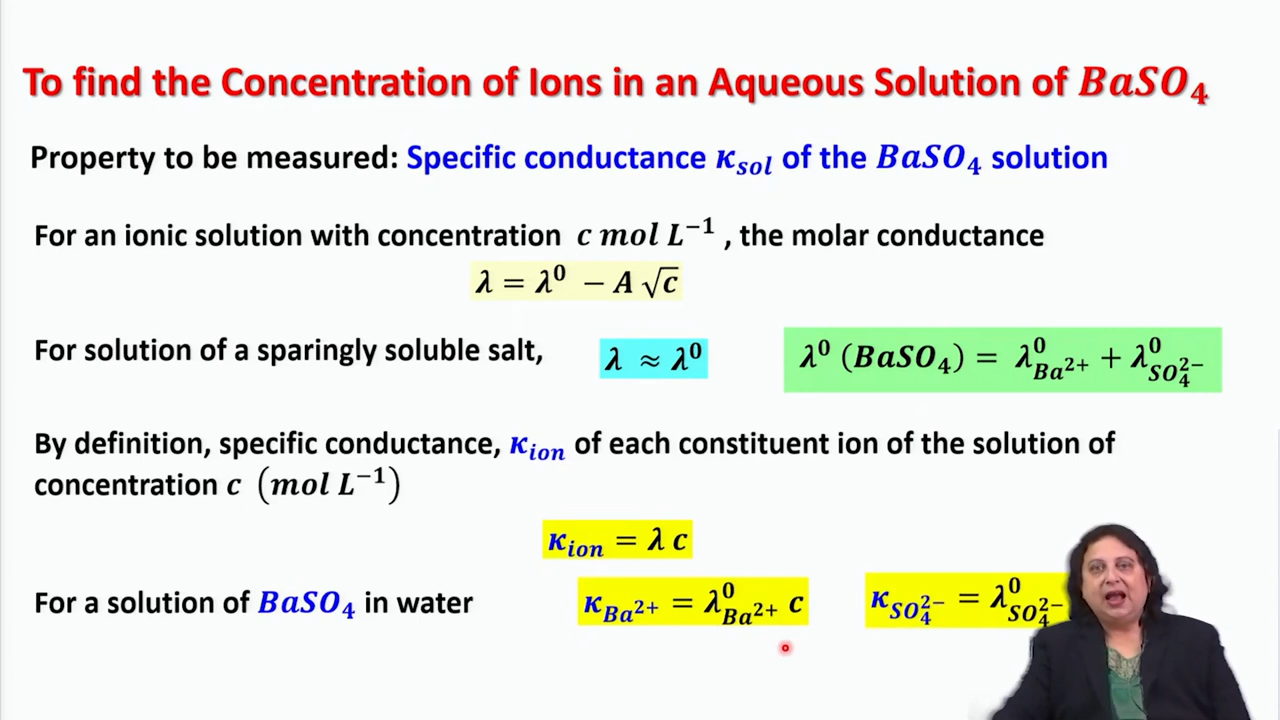 To find the Concentration of Ions in an Aqueous Solution of BaSO₄
Property to be measured: Specific conductance κ_sol of the BaSO₄ solution
For an ionic solution with concentration c mol L⁻¹ , the molar conductance
λ = λ⁰ − A √c
For solution of a sparingly soluble salt, λ ≈ λ⁰ λ⁰ (BaSO₄) = λ⁰_Ba²⁺ + λ⁰_SO₄²⁻
By definition, specific conductance, κ_ion of each constituent ion of the solution of
concentration c (mol L⁻¹)
κ_ion = λ c
For a solution of BaSO₄ in water κ_Ba²⁺ = λ⁰_Ba²⁺ c κ_SO₄²⁻ = λ⁰_SO₄²⁻